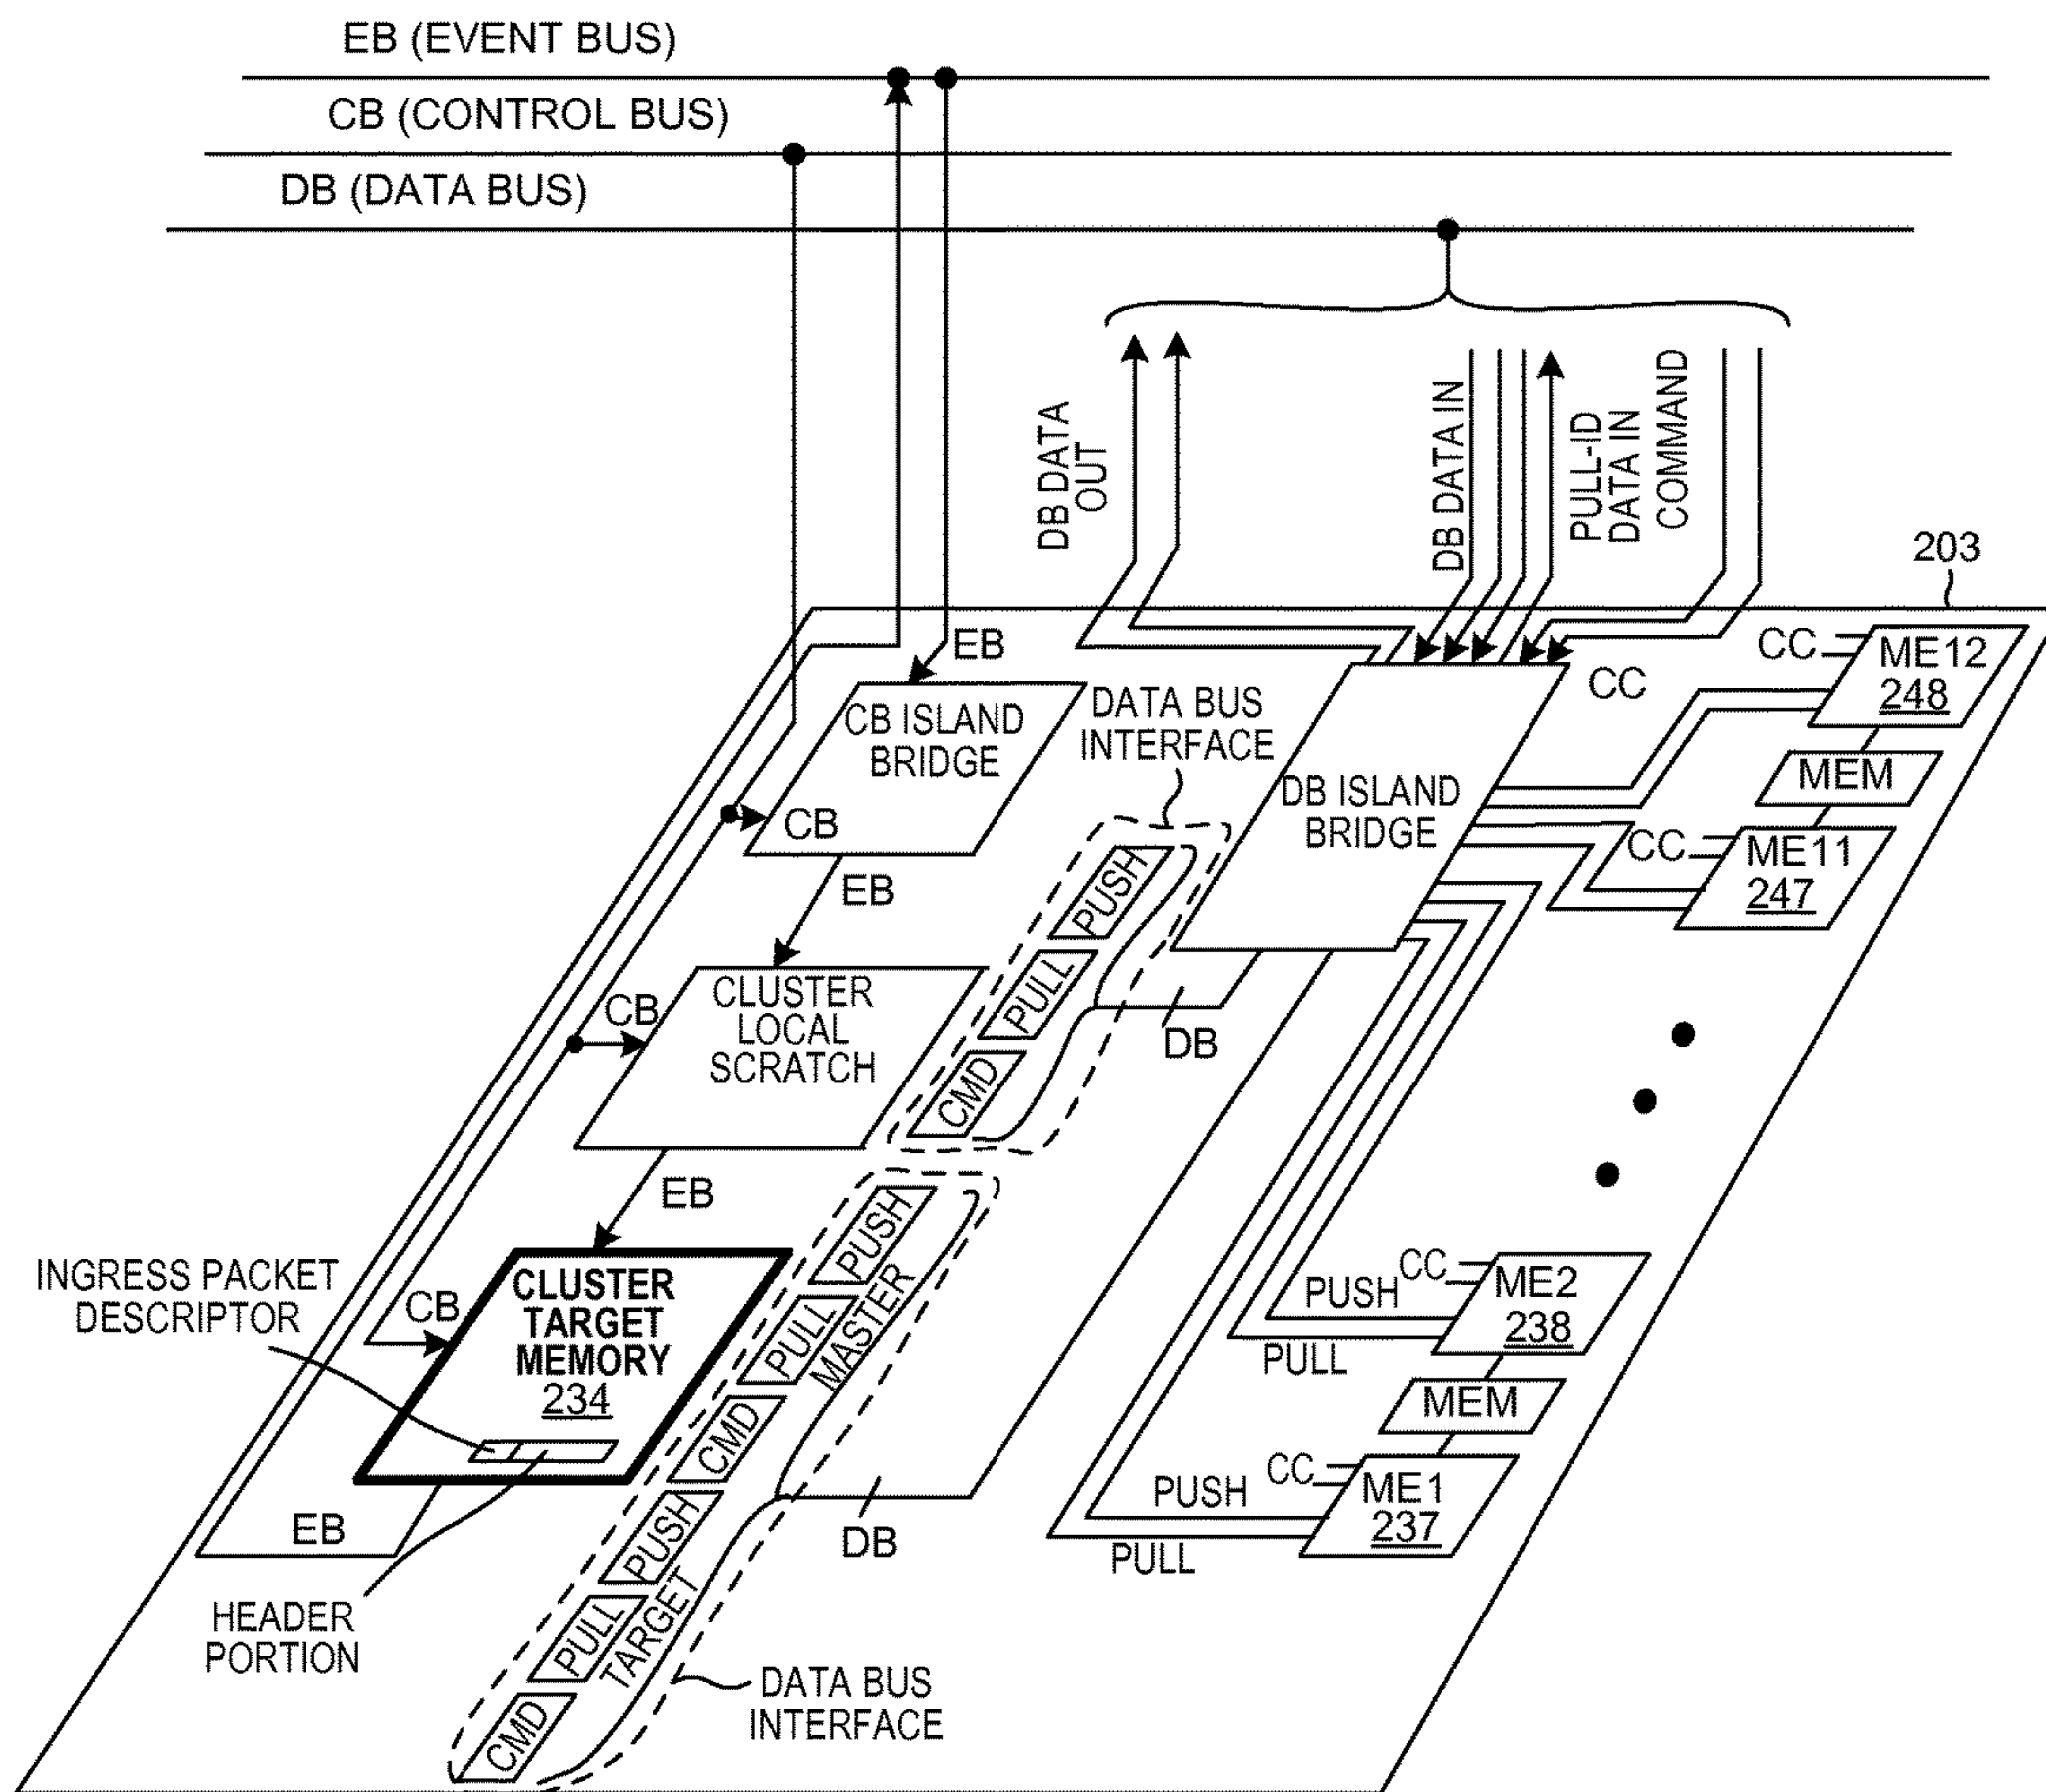 EB (EVENT BUS)
CB (CONTROL BUS)
DB (DATA BUS)
DB DATA
OUT
DB DATA IN
PULL-ID
DATA IN
COMMAND
203
EB
CB ISLAND
BRIDGE
CB
DATA BUS
INTERFACE
DB ISLAND
BRIDGE
CC
CC
ME12
248
MEM
CC
ME11
247
EB
PUSH
PULL
CMD
DB
CB
CLUSTER
LOCAL
SCRATCH
EB
INGRESS PACKET
DESCRIPTOR
CB
CLUSTER
TARGET
MEMORY
234
PUSH
PULL
CMD
MASTER
DB
PUSH
PULL
CMD
TARGET
EB
HEADER
PORTION
DATA BUS
INTERFACE
CC
PUSH
PULL
ME2
238
MEM
CC
PUSH
PULL
ME1
237